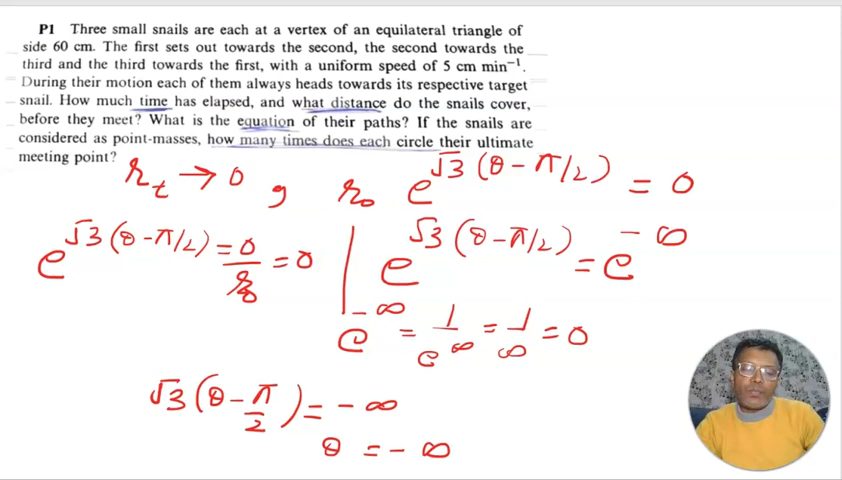 P1 Three small snails are each at a vertex of an equilateral triangle of
side 60 cm. The first sets out towards the second, the second towards the
third and the third towards the first, with a uniform speed of 5 cm min⁻¹.
During their motion each of them always heads towards its respective target
snail. How much time has elapsed, and what distance do the snails cover,
before they meet? What is the equation of their paths? If the snails are
considered as point-masses, how many times does each circle their ultimate
meeting point?
r_t → 0 , r_0 e^{√3 (θ - π/2)} = 0
e^{√3 (θ - π/2)} = 0/r_0 = 0 | e^{√3 (θ - π/2)} = e^{-∞}
e^{-∞} = 1/e^∞ = 1/∞ = 0
√3 (θ - π/2) = - ∞
θ = - ∞